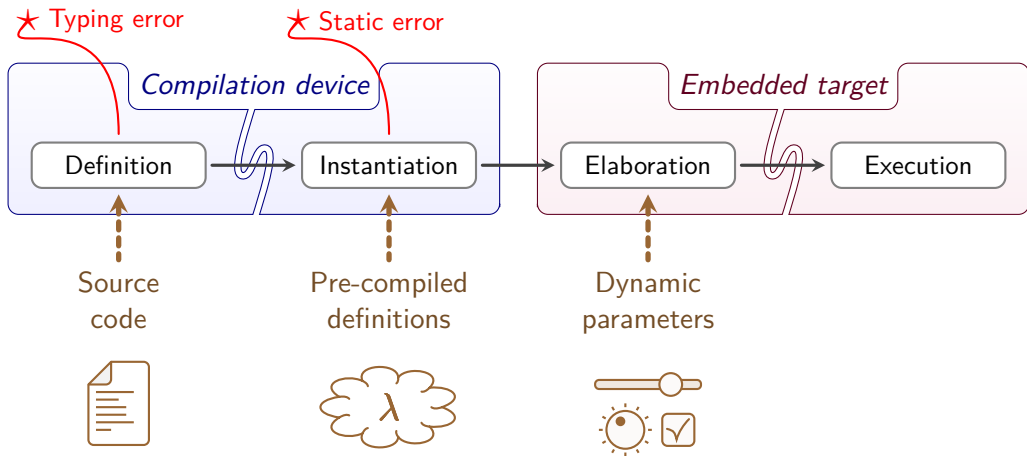 Typing error
Static error
Compilation device
Embedded target
Definition
Instantiation
Elaboration
Execution
Source
code
Pre-compiled
definitions
Dynamic
parameters
λ